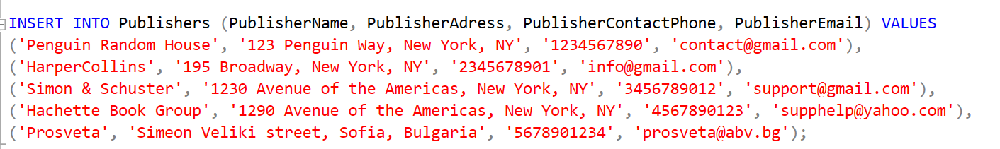 INSERT INTO Publishers (PublisherName, PublisherAdress, PublisherContactPhone, PublisherEmail) VALUES
('Penguin Random House', '123 Penguin Way, New York, NY', '1234567890', 'contact@gmail.com'),
('HarperCollins', '195 Broadway, New York, NY', '2345678901', 'info@gmail.com'),
('Simon & Schuster', '1230 Avenue of the Americas, New York, NY', '3456789012', 'support@gmail.com'),
('Hachette Book Group', '1290 Avenue of the Americas, New York, NY', '4567890123', 'supphelp@yahoo.com'),
('Prosveta', 'Simeon Veliki street, Sofia, Bulgaria', '5678901234', 'prosveta@abv.bg');